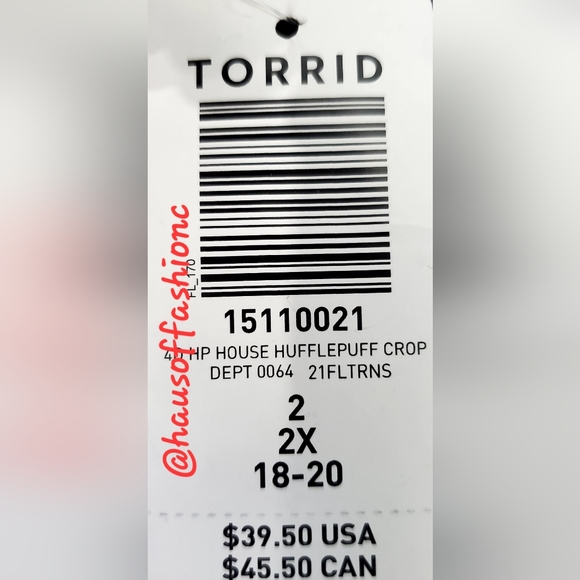 TORRID
FL_170
15110021
HP HOUSE HUFFLEPUFF CROP
DEPT 0064 21FLTRNS
2
2X
18-20
$39.50 USA
$45.50 CAN
@hausoffashionc